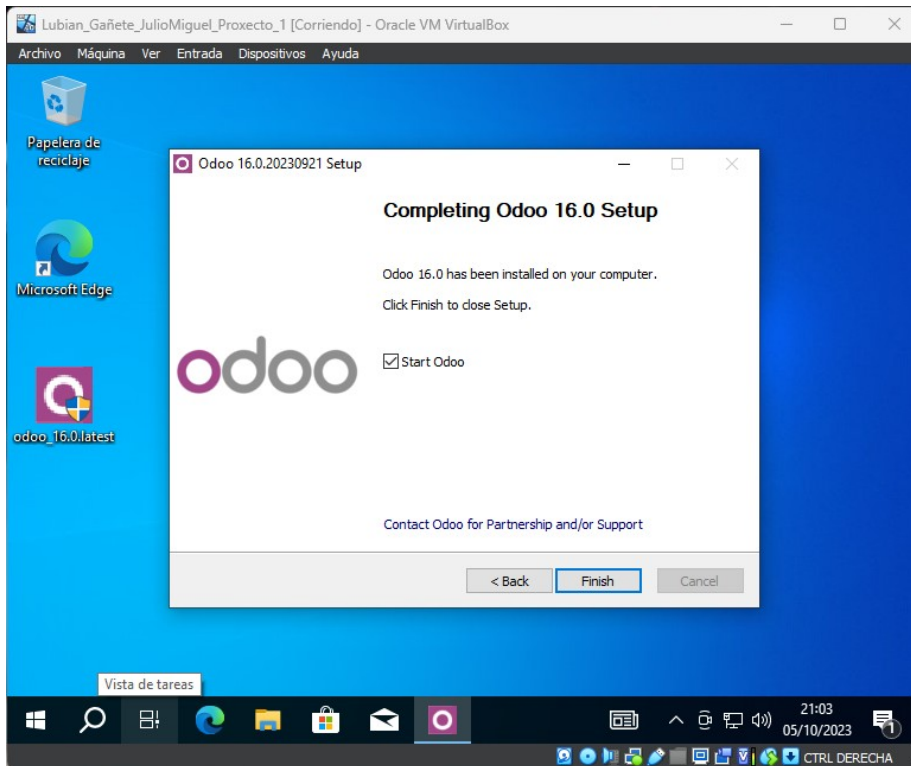 Lubian_Gañete_JulioMiguel_Proxecto_1 [Corriendo] - Oracle VM VirtualBox
Archivo Máquina Ver Entrada Dispositivos Ayuda
Papelera de
reciclaje
Microsoft Edge
odoo_16.0.latest
Odoo 16.0.20230921 Setup
Completing Odoo 16.0 Setup
Odoo 16.0 has been installed on your computer.
Click Finish to close Setup.
odoo
Start Odoo
Contact Odoo for Partnership and/or Support
< Back Finish Cancel
Vista de tareas
21:03
05/10/2023
1
CTRL DERECHA